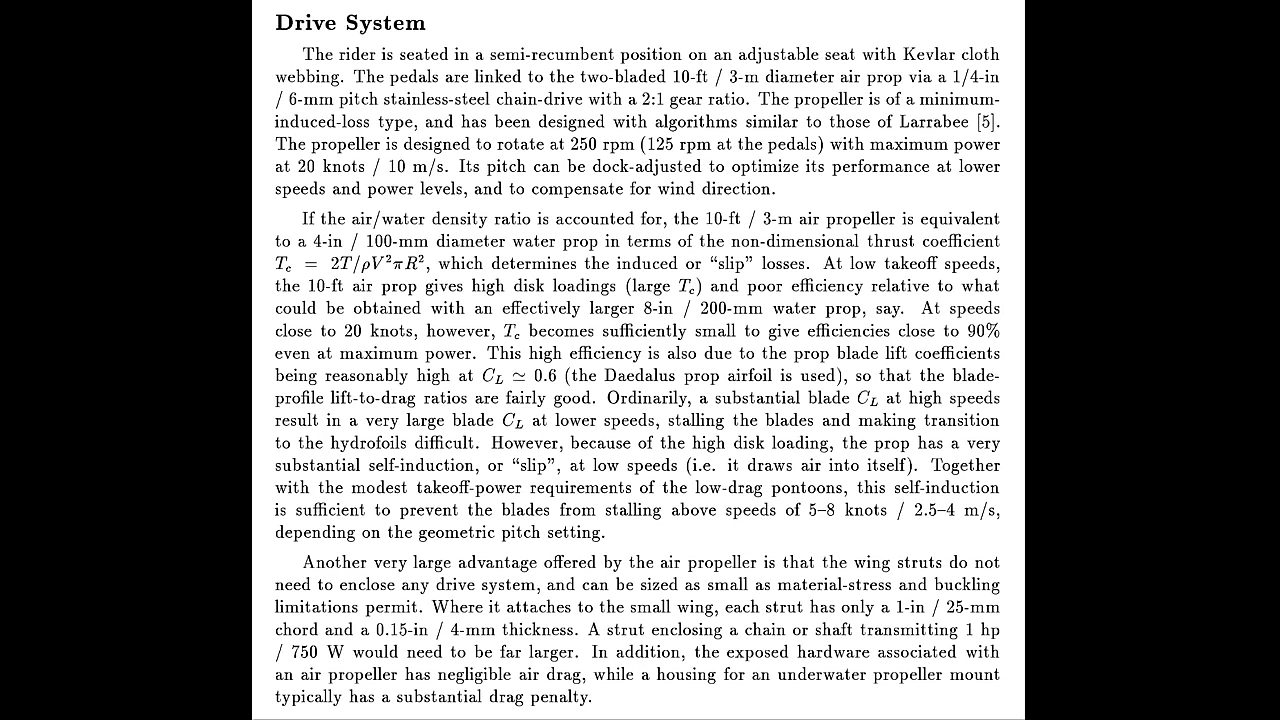 Drive System
The rider is seated in a semi-recumbent position on an adjustable seat with Kevlar cloth
webbing. The pedals are linked to the two-bladed 10-ft / 3-m diameter air prop via a 1/4-in
/ 6-mm pitch stainless-steel chain-drive with a 2:1 gear ratio. The propeller is of a minimum-
induced-loss type, and has been designed with algorithms similar to those of Larrabee [5].
The propeller is designed to rotate at 250 rpm (125 rpm at the pedals) with maximum power
at 20 knots / 10 m/s. Its pitch can be dock-adjusted to optimize its performance at lower
speeds and power levels, and to compensate for wind direction.
If the air/water density ratio is accounted for, the 10-ft / 3-m air propeller is equivalent
to a 4-in / 100-mm diameter water prop in terms of the non-dimensional thrust coefficient
T_c = 2T/ρV²πR², which determines the induced or “slip” losses. At low takeoff speeds,
the 10-ft air prop gives high disk loadings (large T_c) and poor efficiency relative to what
could be obtained with an effectively larger 8-in / 200-mm water prop, say. At speeds
close to 20 knots, however, T_c becomes sufficiently small to give efficiencies close to 90%
even at maximum power. This high efficiency is also due to the prop blade lift coefficients
being reasonably high at C_L ≃ 0.6 (the Daedalus prop airfoil is used), so that the blade-
profile lift-to-drag ratios are fairly good. Ordinarily, a substantial blade C_L at high speeds
result in a very large blade C_L at lower speeds, stalling the blades and making transition
to the hydrofoils difficult. However, because of the high disk loading, the prop has a very
substantial self-induction, or “slip”, at low speeds (i.e. it draws air into itself). Together
with the modest takeoff-power requirements of the low-drag pontoons, this self-induction
is sufficient to prevent the blades from stalling above speeds of 5–8 knots / 2.5–4 m/s,
depending on the geometric pitch setting.
Another very large advantage offered by the air propeller is that the wing struts do not
need to enclose any drive system, and can be sized as small as material-stress and buckling
limitations permit. Where it attaches to the small wing, each strut has only a 1-in / 25-mm
chord and a 0.15-in / 4-mm thickness. A strut enclosing a chain or shaft transmitting 1 hp
/ 750 W would need to be far larger. In addition, the exposed hardware associated with
an air propeller has negligible air drag, while a housing for an underwater propeller mount
typically has a substantial drag penalty.